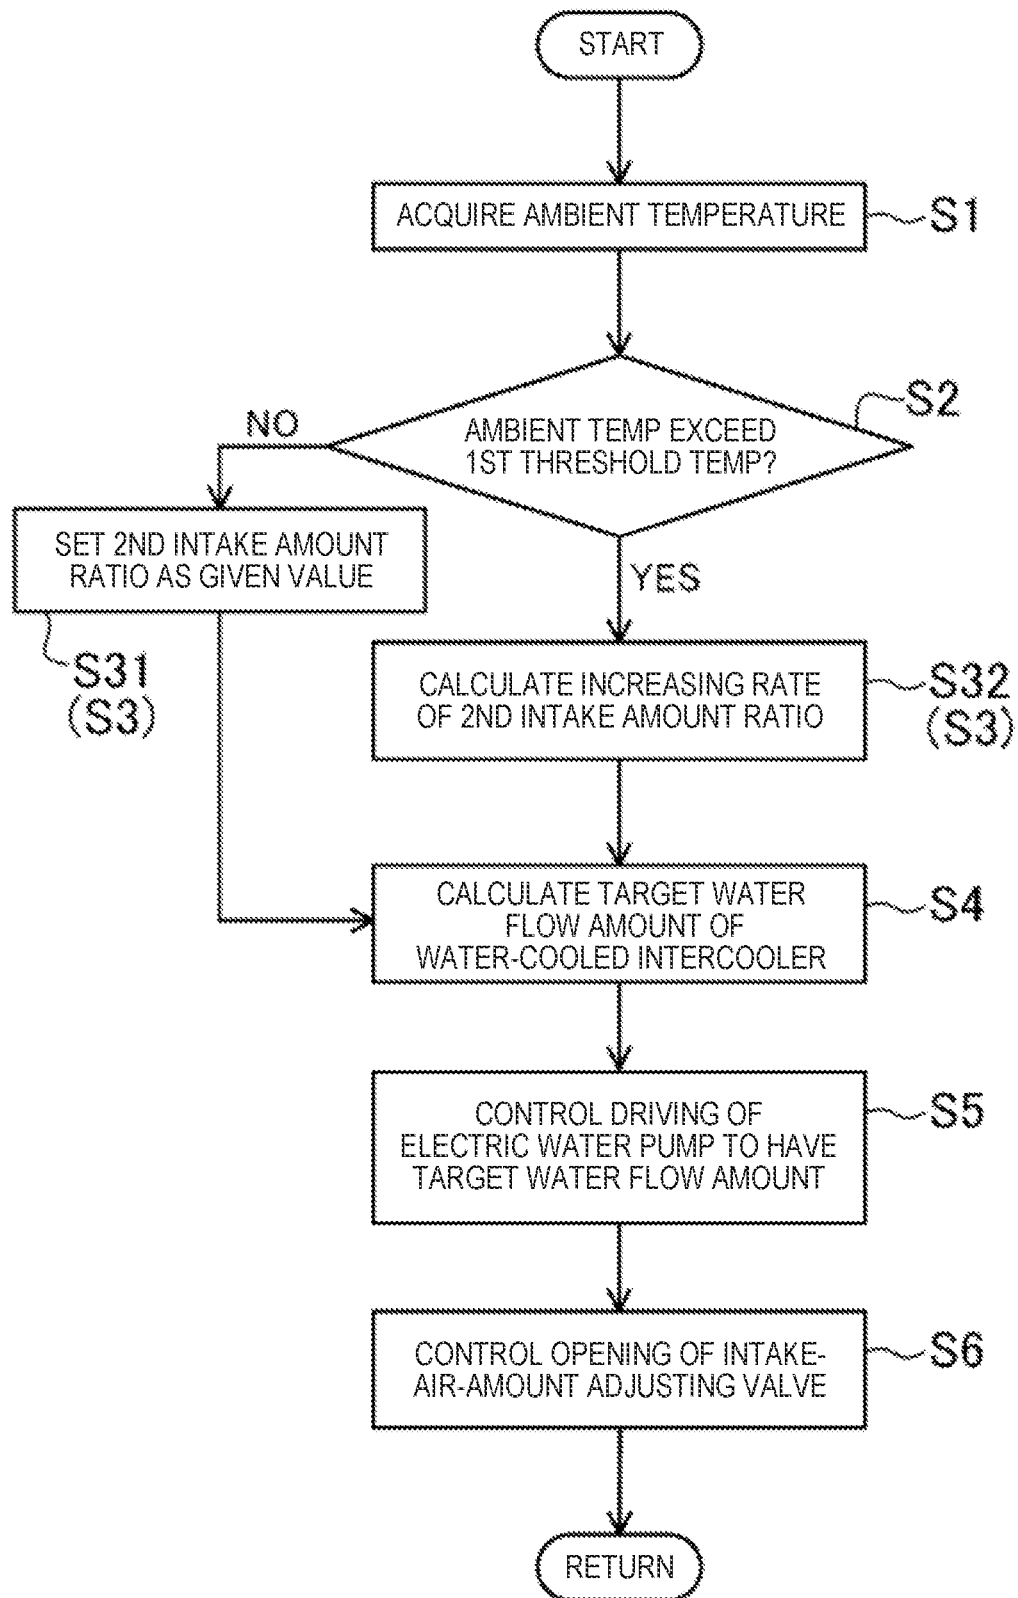 START
ACQUIRE AMBIENT TEMPERATURE
S1
AMBIENT TEMP EXCEED
1ST THRESHOLD TEMP?
S2
NO
YES
SET 2ND INTAKE AMOUNT
RATIO AS GIVEN VALUE
S31
(S3)
CALCULATE INCREASING RATE
OF 2ND INTAKE AMOUNT RATIO
S32
(S3)
CALCULATE TARGET WATER
FLOW AMOUNT OF
WATER-COOLED INTERCOOLER
S4
CONTROL DRIVING OF
ELECTRIC WATER PUMP TO HAVE
TARGET WATER FLOW AMOUNT
S5
CONTROL OPENING OF INTAKE-
AIR-AMOUNT ADJUSTING VALVE
S6
RETURN